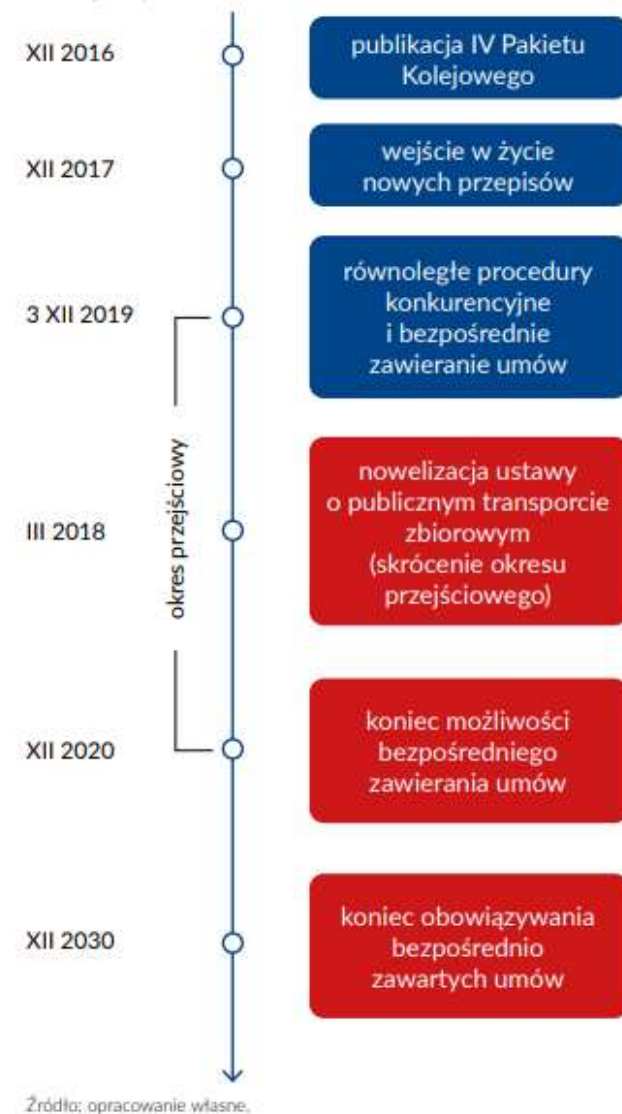 XII 2016
publikacja IV Pakietu
Kolejowego
XII 2017
wejście w życie
nowych przepisów
3 XII 2019
równoległe procedury
konkurencyjne
i bezpośrednie
zawieranie umów
okres przejściowy
III 2018
nowelizacja ustawy
o publicznym transporcie
zbiorowym
(skrócenie okresu
przejściowego)
XII 2020
koniec możliwości
bezpośredniego
zawierania umów
XII 2030
koniec obowiązywania
bezpośrednio
zawartych umów
Źródło: opracowanie własne.